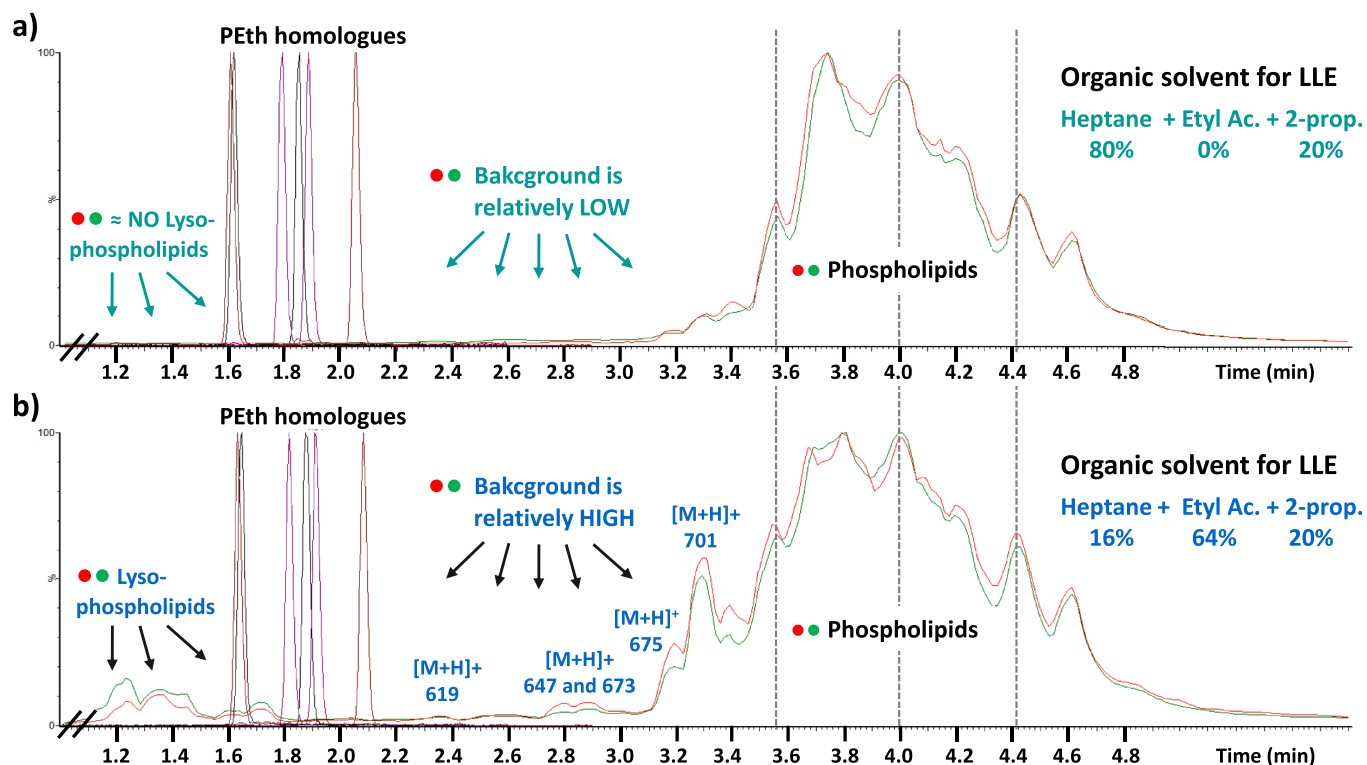 a)
PEth homologues
100
Organic solvent for LLE
Heptane + Etyl Ac. + 2-prop.
80% 0% 20%
Bakcground is
relatively LOW
≈ NO Lyso-
phospholipids
%
Phospholipids
0
1.2 1.4 1.6 1.8 2.0 2.2 2.4 2.6 2.8 3.0 3.2 3.4 3.6 3.8 4.0 4.2 4.4 4.6 4.8 Time (min)
b)
PEth homologues
100
Organic solvent for LLE
Heptane + Etyl Ac. + 2-prop.
16% 64% 20%
Bakcground is
relatively HIGH
[M+H]+
701
Lyso-
phospholipids
%
[M+H]+
675
Phospholipids
[M+H]+
619
[M+H]+
647 and 673
0
1.2 1.4 1.6 1.8 2.0 2.2 2.4 2.6 2.8 3.0 3.2 3.4 3.6 3.8 4.0 4.2 4.4 4.6 4.8 Time (min)